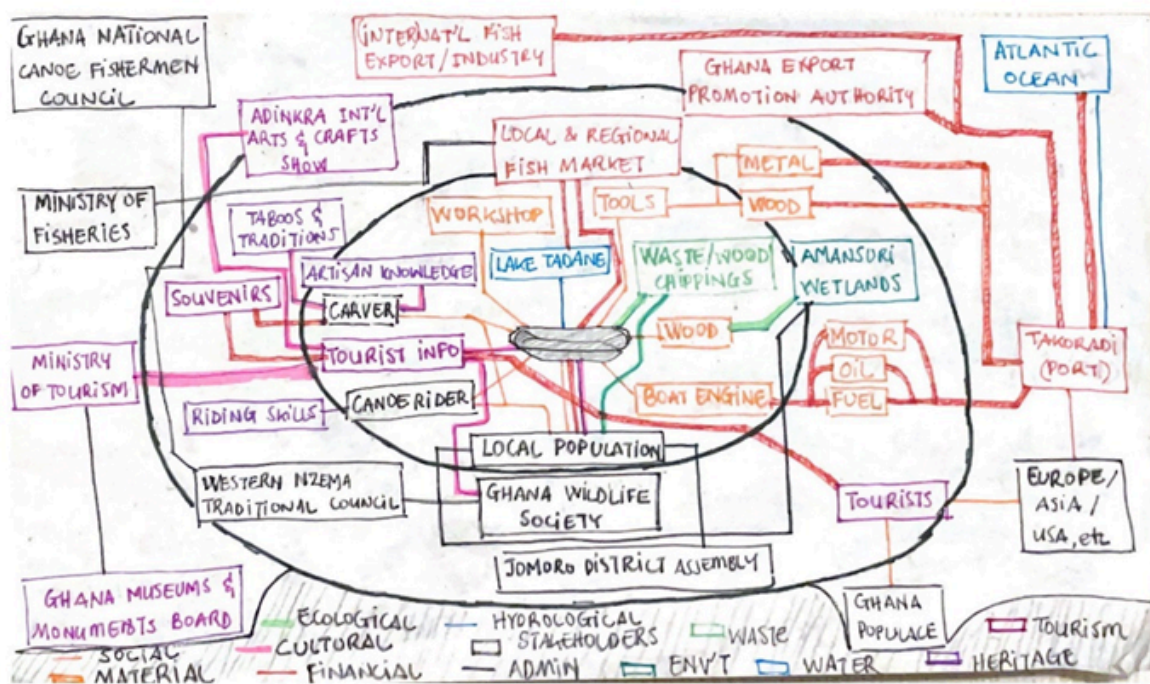 GHANA NATIONAL
CANOE FISHERMEN
COUNCIL
(INTERNAT'L FISH
EXPORT/INDUSTRY
GHANA EXPORT
PROMOTION AUTHORITY
ATLANTIC
OCEAN
ADINKRA INT'L
ARTS & CRAFTS
SHOW
LOCAL & REGIONAL
FISH MARKET
METAL
MINISTRY OF
FISHERIES
TABOOS &
TRADITIONS
WORKSHOP
TOOLS
WOOD
ARTISAN KNOWLEDGE
LAKE TADANE
WASTE/WOOD
CHIPPINGS
AMANSURI
WETLANDS
SOUVENIRS
CARVER
WOOD
MOTOR
MINISTRY
OF TOURISM
TOURIST INFO
OIL
TAKORADI
(PORT)
RIDING SKILLS
CANOE RIDER
BOAT ENGINE
FUEL
LOCAL POPULATION
WESTERN NZEMA
TRADITIONAL COUNCIL
GHANA WILDLIFE
SOCIETY
TOURISTS
EUROPE/
ASIA/
USA, etc
JOMORO DISTRICT ASSEMBLY
GHANA MUSEUMS &
MONUMENTS BOARD
GHANA
POPULACE
ECOLOGICAL
HYDROLOGICAL
SOCIAL
CULTURAL
STAKEHOLDERS
WASTE
TOURISM
MATERIAL
FINANCIAL
ADMIN
ENV'T
WATER
HERITAGE